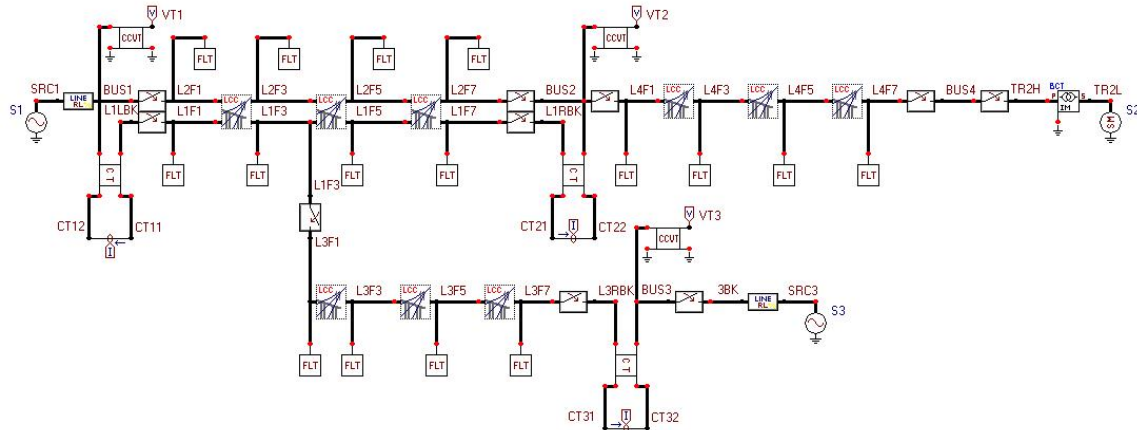 V VT1
V VT2
CCVT
CCVT
FLT FLT FLT FLT
SRC1 BUS1 L2F1 L2F3 L2F5 L2F7 BUS2 L4F1 L4F3 L4F5 L4F7 BUS4 TR2H BCT TR2L
LINE RL
LCC LCC LCC LCC LCC LCC
P S
IM
S1 L1LBK L1F1 L1F3 L1F5 L1F7 L1RBK S2
SM
CT CT
FLT FLT FLT FLT FLT FLT FLT
L1F3
VT3 V
CT12 CT11
CT21 I CT22
I
CCVT
L3F1
LCC L3F3 LCC L3F5 LCC L3F7 L3RBK BUS3 3BK SRC3
LINE RL
S3
FLT FLT FLT FLT
CT
CT31 I CT32